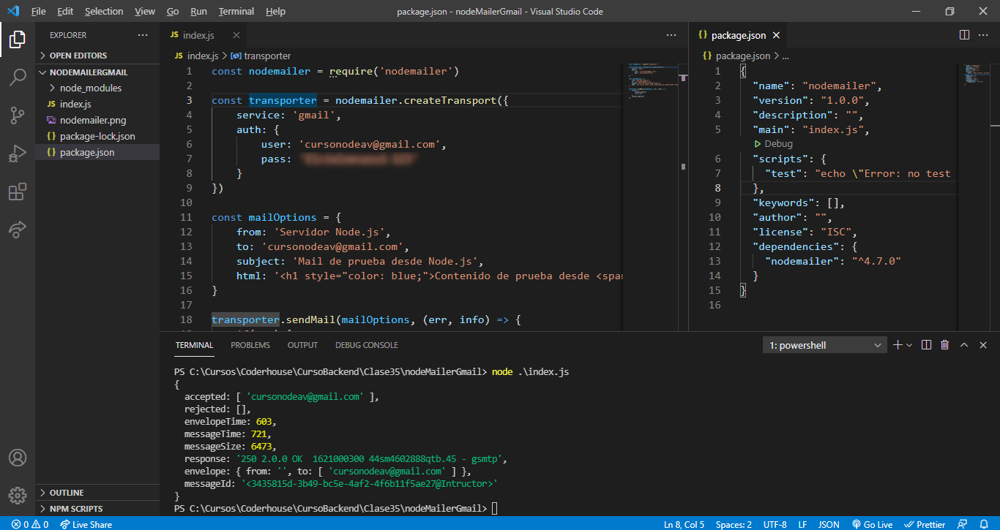 File Edit Selection View Go Run Terminal Help
package.json - nodeMailerGmail - Visual Studio Code
EXPLORER
OPEN EDITORS
NODEMAILERGMAIL
node_modules
JS index.js
nodemailer.png
{} package-lock.json
{} package.json
OUTLINE
NPM SCRIPTS
JS index.js
JS index.js > transporter
1 const nodemailer = require('nodemailer')
2
3 const transporter = nodemailer.createTransport({
4 service: 'gmail',
5 auth: {
6 user: 'cursonodeav@gmail.com',
7 pass:
8 }
9 })
10
11 const mailOptions = {
12 from: 'Servidor Node.js',
13 to: 'cursonodeav@gmail.com',
14 subject: 'Mail de prueba desde Node.js',
15 html: '<h1 style="color: blue;">Contenido de prueba desde <span
16 }
17
18 transporter.sendMail(mailOptions, (err, info) => {
{} package.json
{} package.json > ...
1 {
2 "name": "nodemailer",
3 "version": "1.0.0",
4 "description": "",
5 "main": "index.js",
Debug
6 "scripts": {
7 "test": "echo \"Error: no test
8 },
9 "keywords": [],
10 "author": "",
11 "license": "ISC",
12 "dependencies": {
13 "nodemailer": "^4.7.0"
14 }
15 }
16
TERMINAL PROBLEMS OUTPUT DEBUG CONSOLE
1: powershell
PS C:\Cursos\Coderhouse\CursoBackend\Clase35\nodeMailerGmail> node .\index.js
{
accepted: [ 'cursonodeav@gmail.com' ],
rejected: [],
envelopeTime: 603,
messageTime: 721,
messageSize: 6473,
response: '250 2.0.0 OK  1621000300 44sm4602888qtb.45 - gsmtp',
envelope: { from: '', to: [ 'cursonodeav@gmail.com' ] },
messageId: '<3435815d-3b49-bc5e-4af2-4f6b11f5ae27@Intructor>'
}
PS C:\Cursos\Coderhouse\CursoBackend\Clase35\nodeMailerGmail>
0 0 Live Share
Ln 8, Col 5 Spaces: 2 UTF-8 LF JSON Go Live Prettier